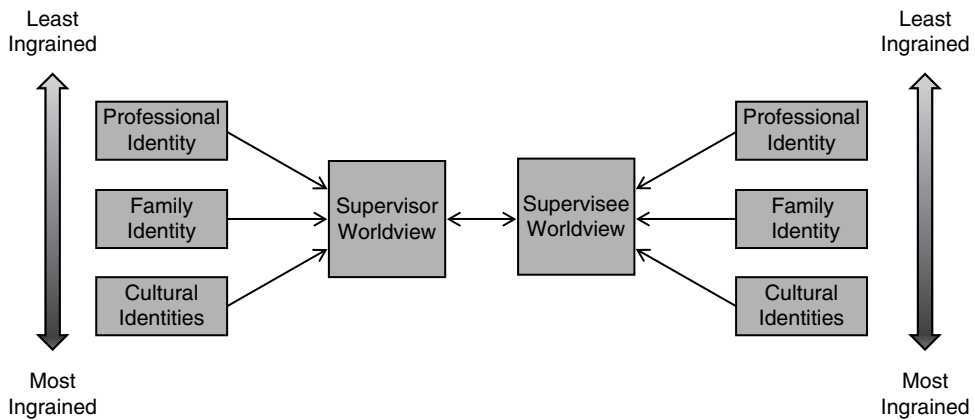 Least
Ingrained
Least
Ingrained
Professional
Identity
Professional
Identity
Family
Identity
Supervisor
Worldview
Supervisee
Worldview
Family
Identity
Cultural
Identities
Cultural
Identities
Most
Ingrained
Most
Ingrained